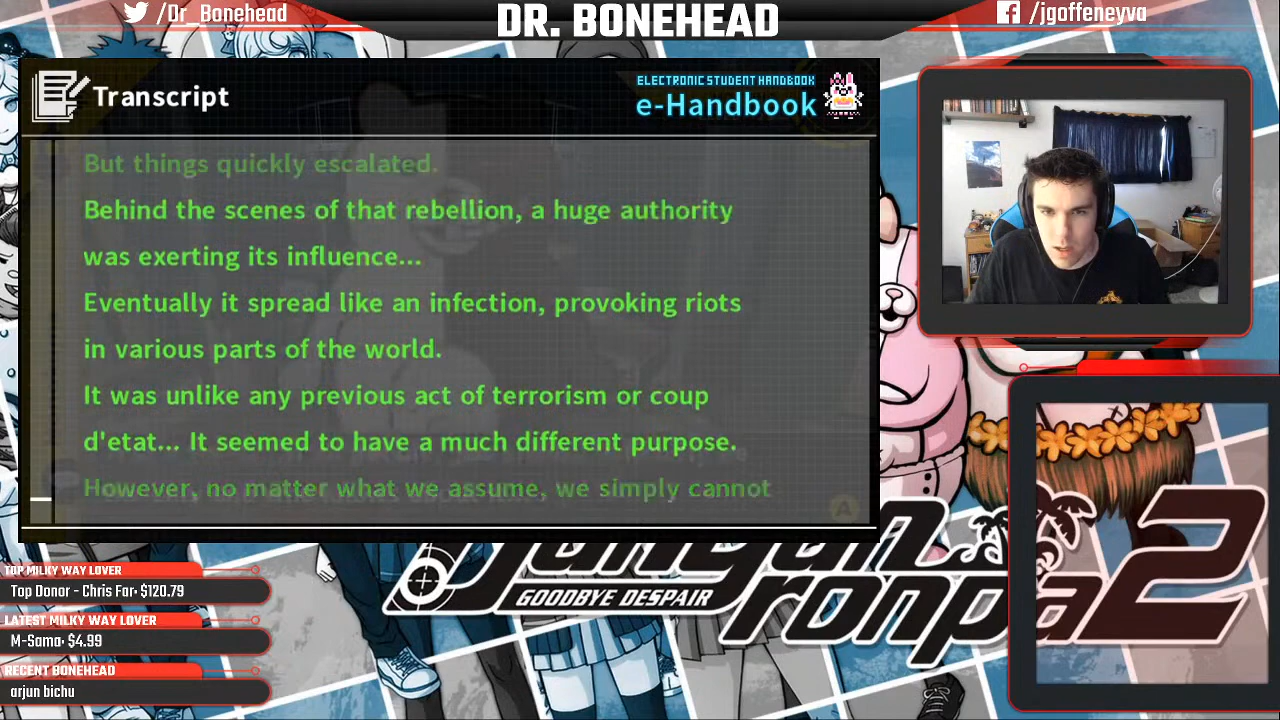 /Dr_Bonehead
DR. BONEHEAD
/jgoffeneyva
Transcript
ELECTRONIC STUDENT HANDBOOK
e-Handbook
But things quickly escalated.
Behind the scenes of that rebellion, a huge authority
was exerting its influence...
Eventually it spread like an infection, provoking riots
in various parts of the world.
It was unlike any previous act of terrorism or coup
d'etat... It seemed to have a much different purpose.
However, no matter what we assume, we simply cannot
A
TOP MILKY WAY LOVER
Top Donor - Chris Far: $120.79
LATEST MILKY WAY LOVER
M-Sama: $4.99
RECENT BONEHEAD
arjun bichu
Danganronpa 2
GOODBYE DESPAIR